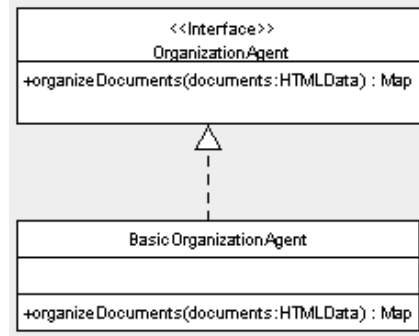 <<Interface>>
OrganizationAgent
+organizeDocuments(documents:HTMLData) : Map
BasicOrganizationAgent
+organizeDocuments(documents:HTMLData) : Map